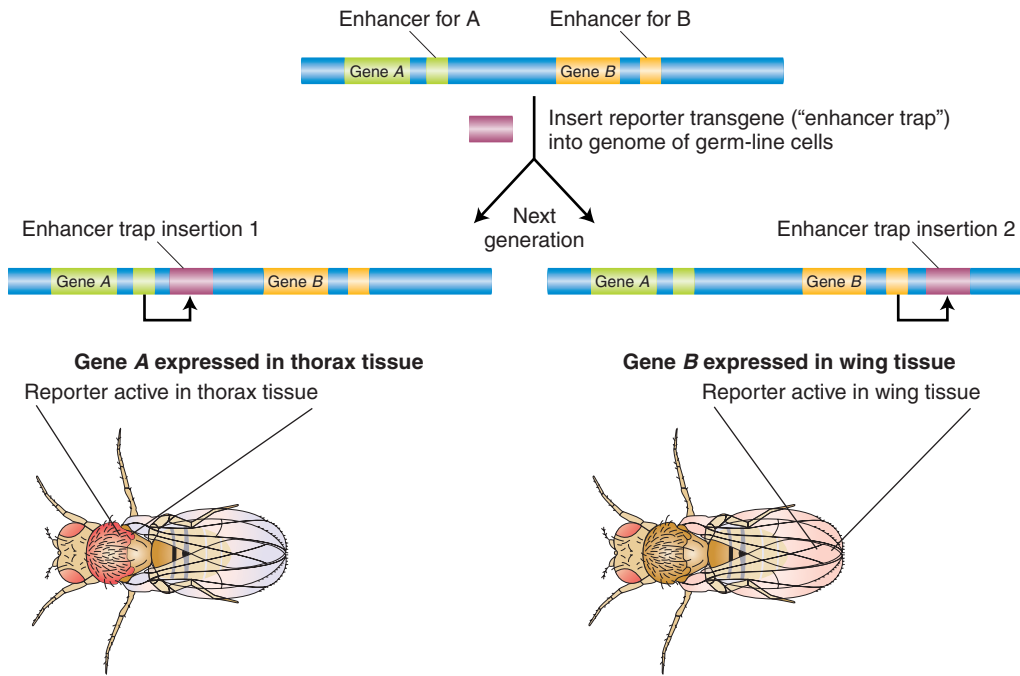 Enhancer for A
Enhancer for B
Gene A
Gene B
Insert reporter transgene (“enhancer trap”)
into genome of germ-line cells
Next
generation
Enhancer trap insertion 1
Gene A
Gene B
Gene A expressed in thorax tissue
Reporter active in thorax tissue
Enhancer trap insertion 2
Gene A
Gene B
Gene B expressed in wing tissue
Reporter active in wing tissue